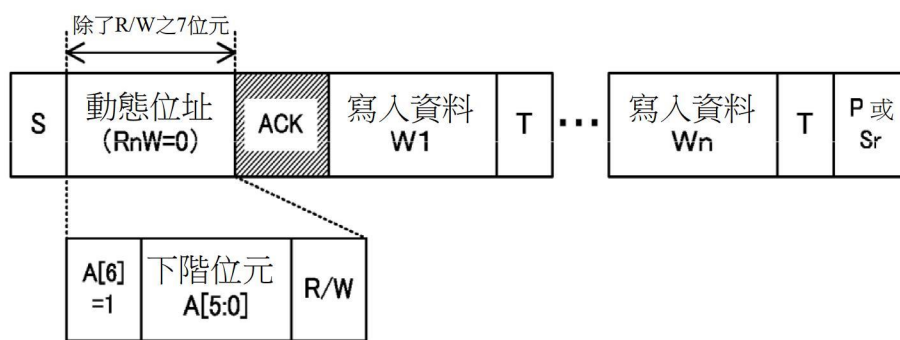 除了R/W之7位元
S
動態位址
(RnW=0)
ACK
寫入資料
W1
T
•••
寫入資料
Wn
T
P 或
Sr
A[6]
=1
下階位元
A[5:0]
R/W